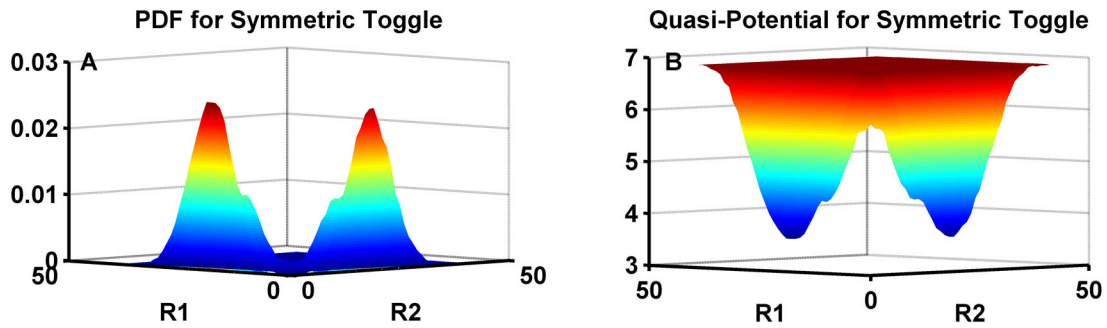 PDF for Symmetric Toggle
A
0.03
0.02
0.01
0
50
R1
0
0
R2
50
Quasi-Potential for Symmetric Toggle
B
7
6
5
4
3
50
R1
0
R2
50